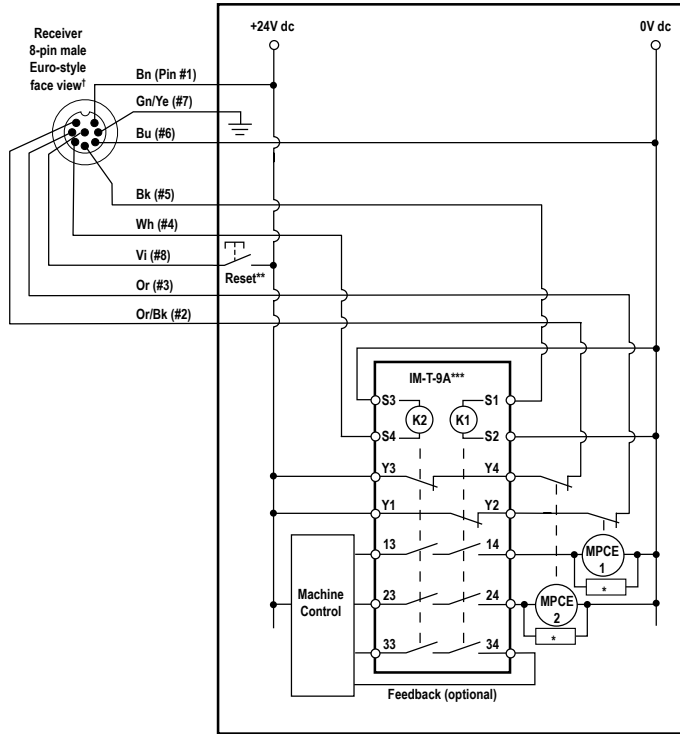 +24V dc
0V dc
Receiver
8-pin male
Euro-style
face view†
Bn (Pin #1)
Gn/Ye (#7)
Bu (#6)
Bk (#5)
Wh (#4)
Vi (#8)
Reset**
Or (#3)
Or/Bk (#2)
IM-T-9A***
S3
S1
K2
K1
S4
S2
Y3
Y4
Y1
Y2
13
14
MPCE
1
*
Machine
Control
23
24
MPCE
2
*
33
34
Feedback (optional)